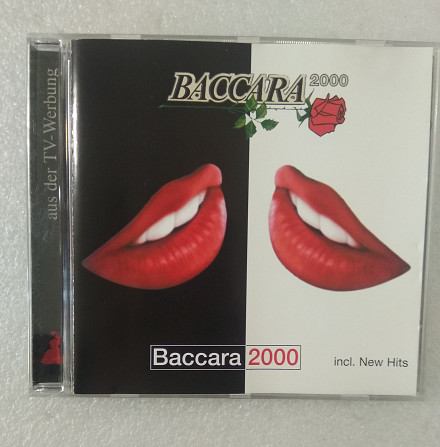 aus der TV-Werbung
BACCARA 2000
Baccara 2000
incl. New Hits